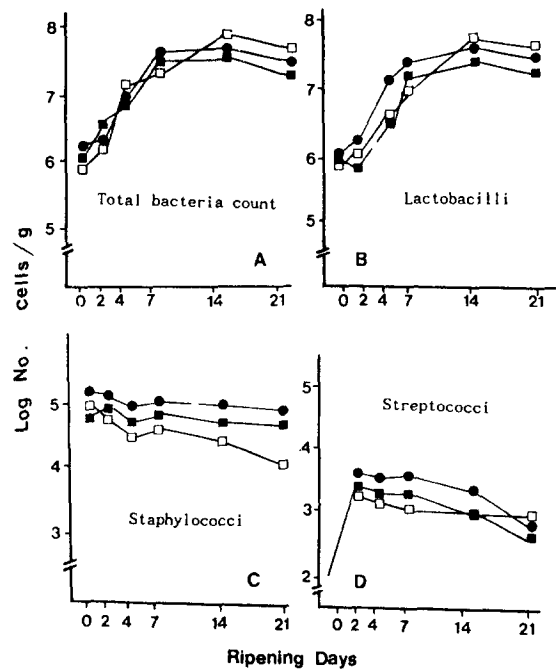 8
7
6
5
Total bacteria count
A
0 2 4 7 14 21
8
7
6
5
Lactobacilli
B
0 2 4 7 14 21
Log No. cells/g
5
4
3
Staphylococci
C
0 2 4 7 14 21
5
4
3
2
Streptococci
D
0 2 4 7 14 21
Ripening Days